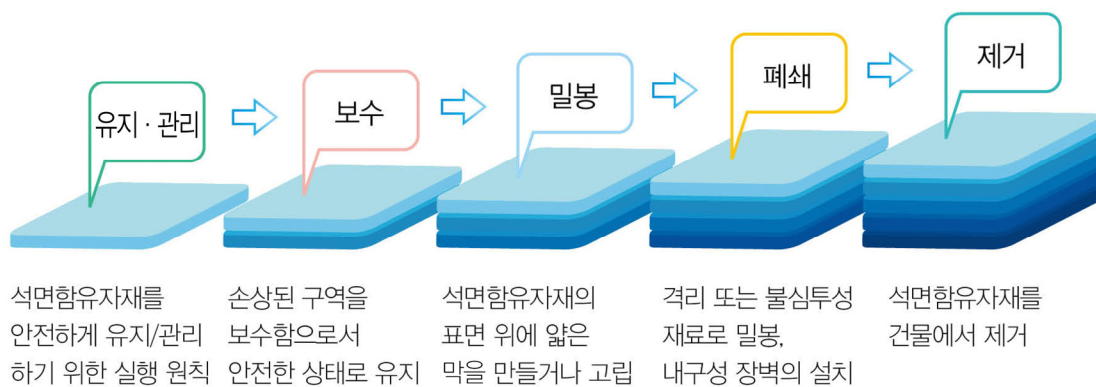 유지 · 관리
보수
밀봉
폐쇄
제거
석면함유자재를
안전하게 유지/관리
하기 위한 실행 원칙
손상된 구역을
보수함으로서
안전한 상태로 유지
석면함유자재의
표면 위에 얇은
막을 만들거나 고립
격리 또는 불심투성
재료로 밀봉,
내구성 장벽의 설치
석면함유자재를
건물에서 제거